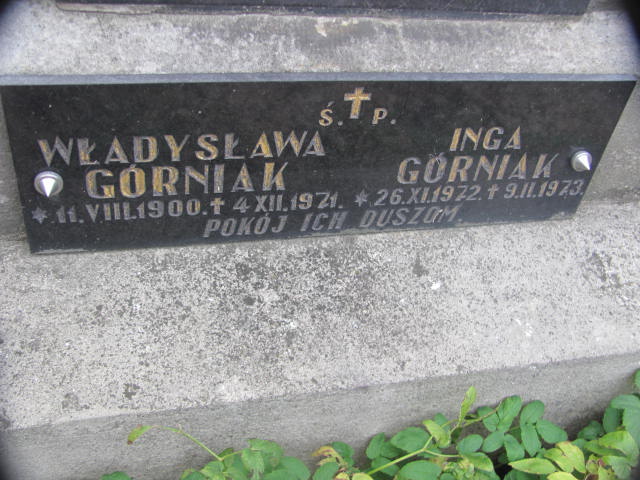 Ś. P.
WŁADYSŁAWA
GÓRNIAK
* 11.VIII.1900. + 4.XII.1971.
INGA
GÓRNIAK
* 26.XI.1972. + 9.II.1973.
POKÓJ ICH DUSZOM.